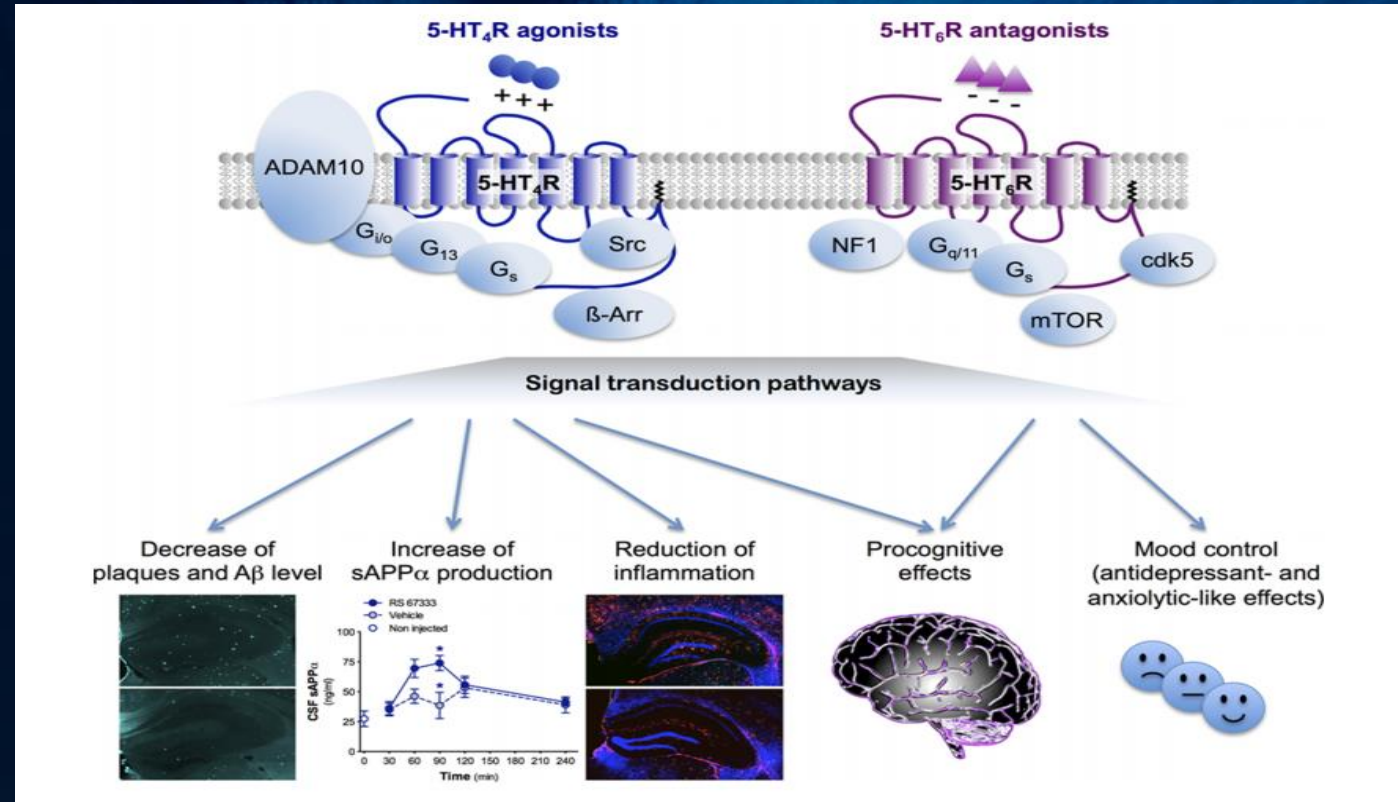 5-HT₄R agonists
5-HT₆R antagonists
+ + +
- - -
ADAM10
5-HT₄R
5-HT₆R
Gi/o
G₁₃
Gs
Src
ß-Arr
NF1
Gq/11
Gs
cdk5
mTOR
Signal transduction pathways
Decrease of
plaques and Aβ level
Increase of
sAPPα production
Reduction of
inflammation
Procognitive
effects
Mood control
(antidepressant- and
anxiolytic-like effects)
RS 67333
Vehicle
Non injected
CSF sAPPα
(ng/ml)
100
75
50
25
0
*
*
0 30 60 90 120 150 180 210 240
Time (min)